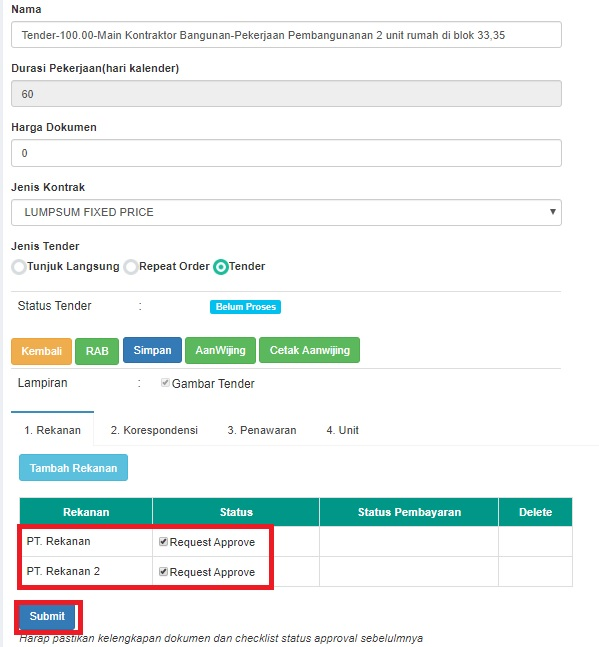 Nama
Tender-100.00-Main Kontraktor Bangunan-Pekerjaan Pembangunanan 2 unit rumah di blok 33,35
Durasi Pekerjaan(hari kalender)
60
Harga Dokumen
0
Jenis Kontrak
LUMPSUM FIXED PRICE
Jenis Tender
Tunjuk Langsung Repeat Order Tender
Status Tender : Belum Proses
Kembali RAB Simpan AanWijing Cetak Aanwijing
Lampiran : Gambar Tender
1. Rekanan 2. Korespondensi 3. Penawaran 4. Unit
Tambah Rekanan
Rekanan Status Status Pembayaran Delete
PT. Rekanan Request Approve
PT. Rekanan 2 Request Approve
Submit
Harap pastikan kelengkapan dokumen dan checklist status approval sebelulmnya